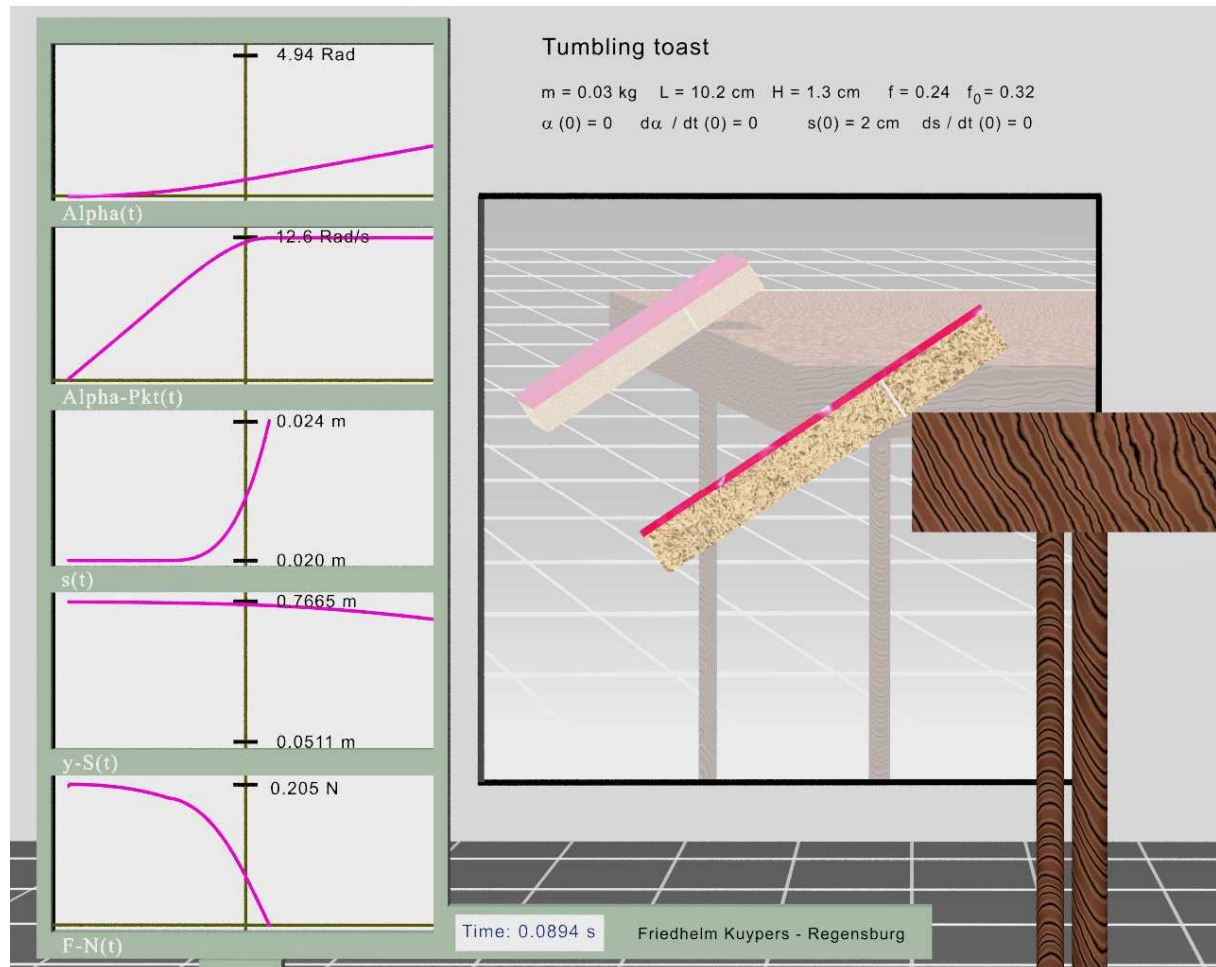 Tumbling toast
m = 0.03 kg L = 10.2 cm H = 1.3 cm f = 0.24 f₀ = 0.32
α (0) = 0 dα / dt (0) = 0 s(0) = 2 cm ds / dt (0) = 0
4.94 Rad
Alpha(t)
12.6 Rad/s
Alpha-Pkt(t)
0.024 m
0.020 m
s(t)
0.7665 m
0.0511 m
y-S(t)
0.205 N
F-N(t)
Time: 0.0894 s
Friedhelm Kuypers - Regensburg